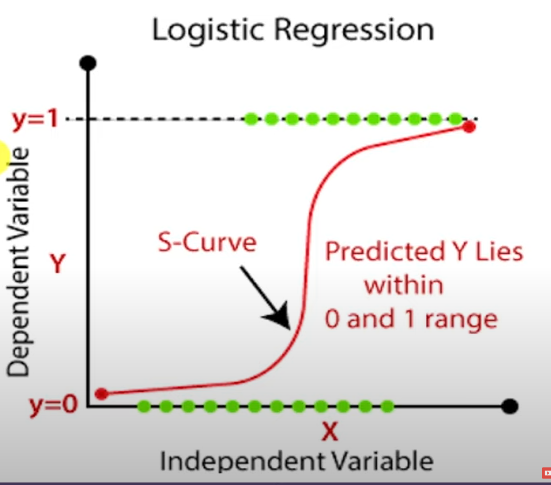 Logistic Regression
y=1
Dependent Variable
Y
S-Curve
Predicted Y Lies
within
0 and 1 range
y=0
X
Independent Variable